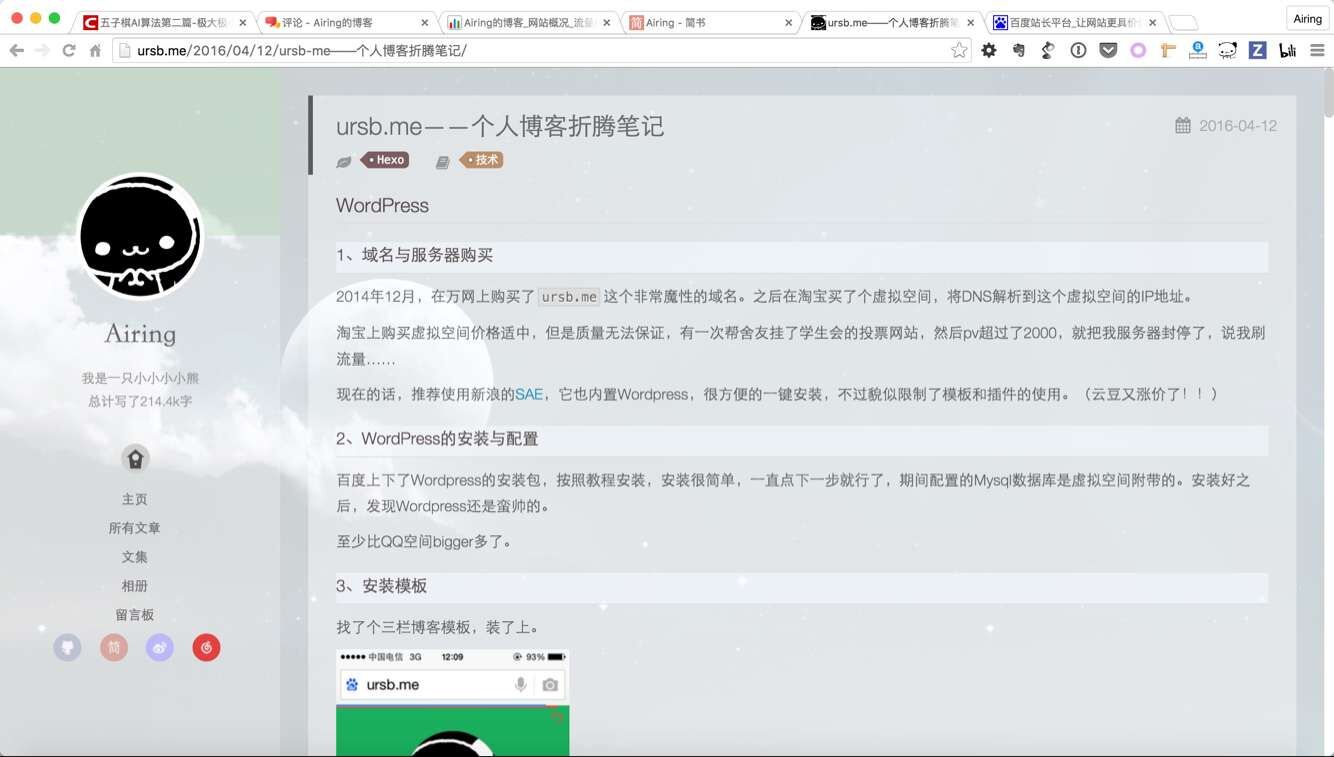 五子棋AI算法第二篇-极大极
评论 - Airing的博客
Airing的博客_网站概况_流量
Airing - 简书
ursb.me——个人博客折腾笔
百度站长平台_让网站更具价
Airing
ursb.me/2016/04/12/ursb-me——个人博客折腾笔记/
ursb.me——个人博客折腾笔记
2016-04-12
Hexo
技术
Airing
我是一只小小小小熊
总计写了214.4k字
主页
所有文章
文集
相册
留言板
简
WordPress
1、域名与服务器购买
2014年12月，在万网上购买了 ursb.me 这个非常魔性的域名。之后在淘宝买了个虚拟空间，将DNS解析到这个虚拟空间的IP地址。
淘宝上购买虚拟空间价格适中，但是质量无法保证，有一次帮舍友挂了学生会的投票网站，然后pv超过了2000，就把我服务器封停了，说我刷
流量……
现在的话，推荐使用新浪的SAE，它也内置Wordpress，很方便的一键安装，不过貌似限制了模板和插件的使用。（云豆又涨价了！！）
2、WordPress的安装与配置
百度上下了Wordpress的安装包，按照教程安装，安装很简单，一直点下一步就行了，期间配置的Mysql数据库是虚拟空间附带的。安装好之
后，发现Wordpress还是蛮帅的。
至少比QQ空间bigger多了。
3、安装模板
找了个三栏博客模板，装了上。
中国电信 3G 12:09 93%
ursb.me